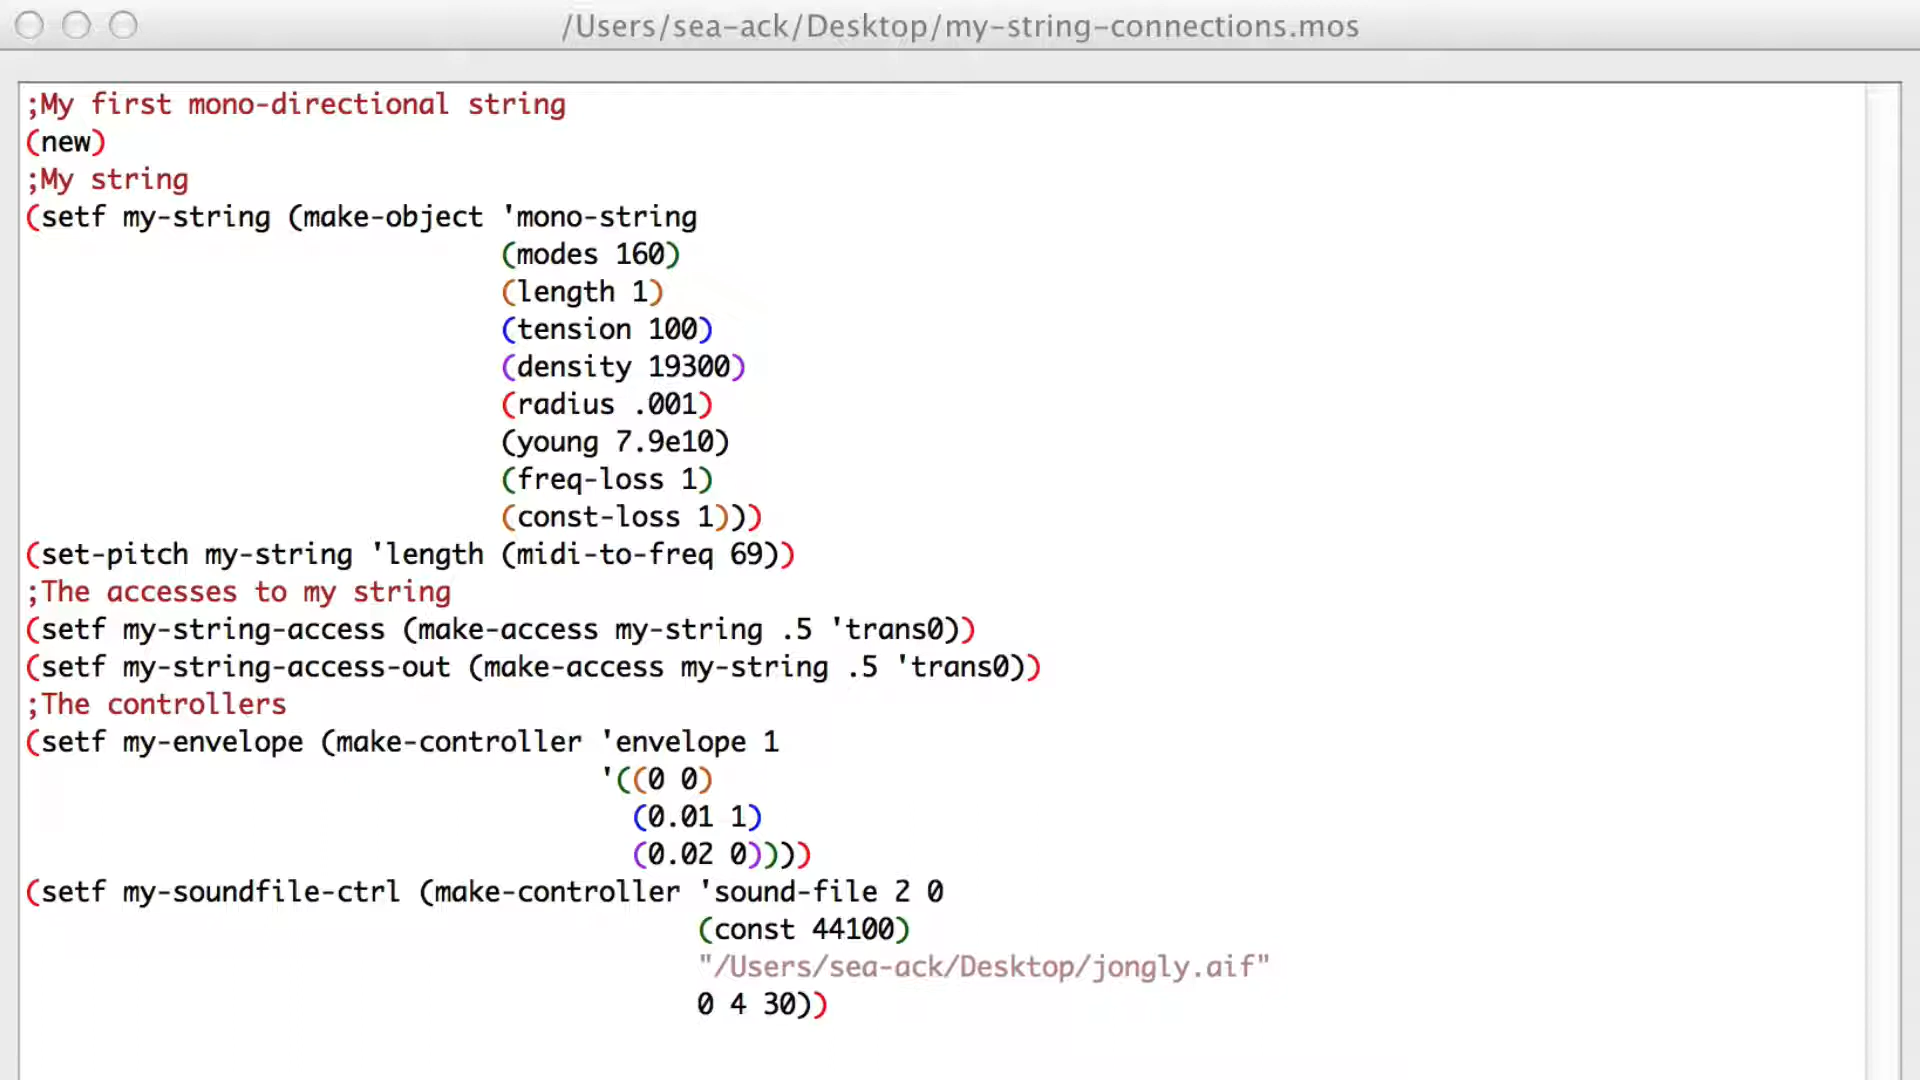 /Users/sea-ack/Desktop/my-string-connections.mos
;My first mono-directional string
(new)
;My string
(setf my-string (make-object 'mono-string
(modes 160)
(length 1)
(tension 100)
(density 19300)
(radius .001)
(young 7.9e10)
(freq-loss 1)
(const-loss 1)))
(set-pitch my-string 'length (midi-to-freq 69))
;The accesses to my string
(setf my-string-access (make-access my-string .5 'trans0))
(setf my-string-access-out (make-access my-string .5 'trans0))
;The controllers
(setf my-envelope (make-controller 'envelope 1
'((0 0)
(0.01 1)
(0.02 0))))
(setf my-soundfile-ctrl (make-controller 'sound-file 2 0
(const 44100)
"/Users/sea-ack/Desktop/jongly.aif"
0 4 30))